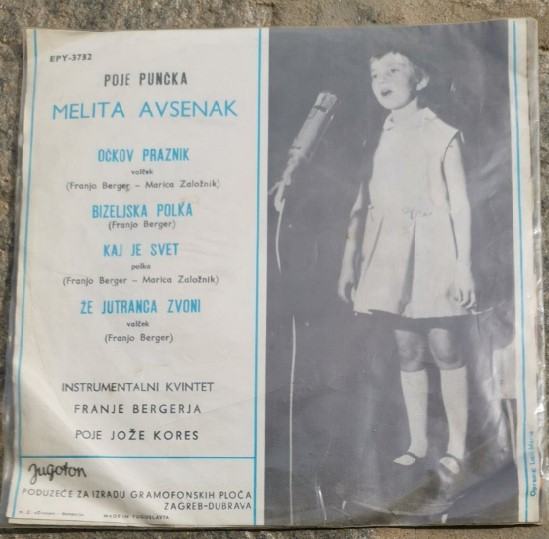 EPY-3732
POJE PUNČKA
MELITA AVSENAK
OČKOV PRAZNIK
valček
(Franjo Berger – Marica Založnik)
BIZELJSKA POLKA
(Franjo Berger)
KAJ JE SVET
polka
(Franjo Berger – Marica Založnik)
ŽE JUTRANCA ZVONI
valček
(Franjo Berger)
INSTRUMENTALNI KVINTET
FRANJE BERGERJA
POJE JOŽE KORES
Jugoton
PODUZEĆE ZA IZRADU GRAMOFONSKIH PLOČA
ZAGREB-DUBRAVA
MADE IN YUGOSLAVIA